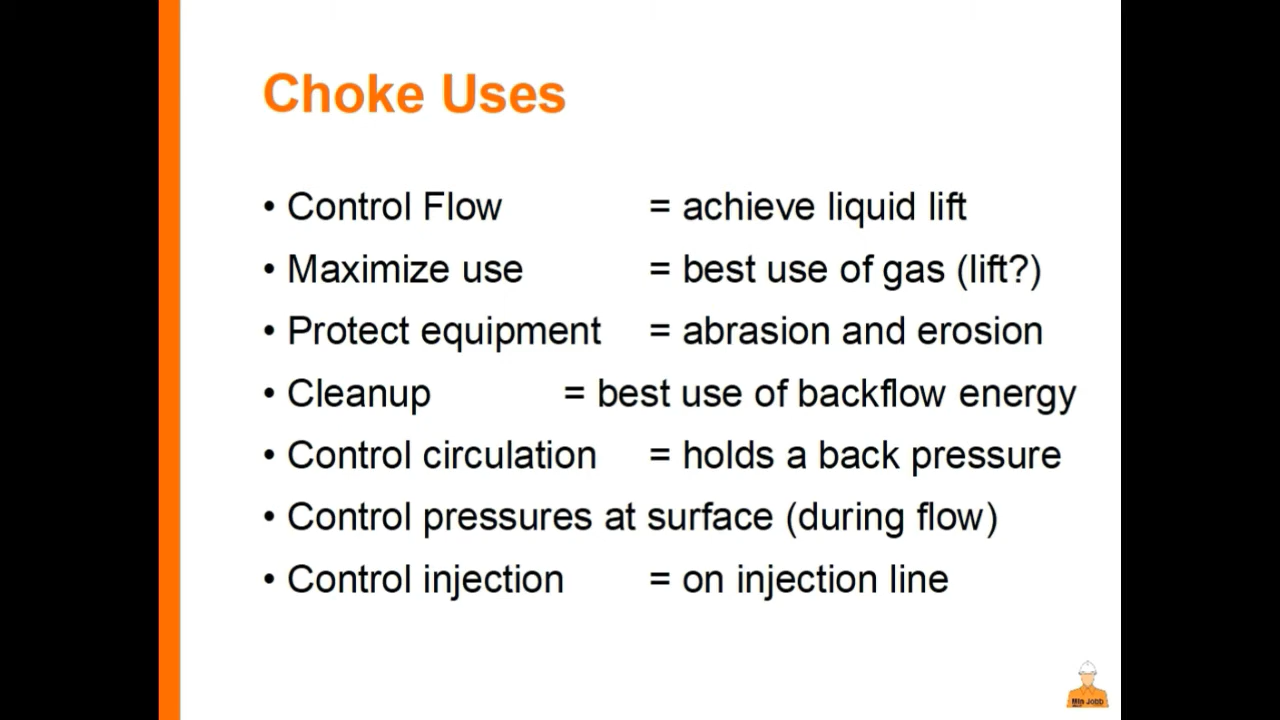 Choke Uses
• Control Flow = achieve liquid lift
• Maximize use = best use of gas (lift?)
• Protect equipment = abrasion and erosion
• Cleanup = best use of backflow energy
• Control circulation = holds a back pressure
• Control pressures at surface (during flow)
• Control injection = on injection line
Min Jobb